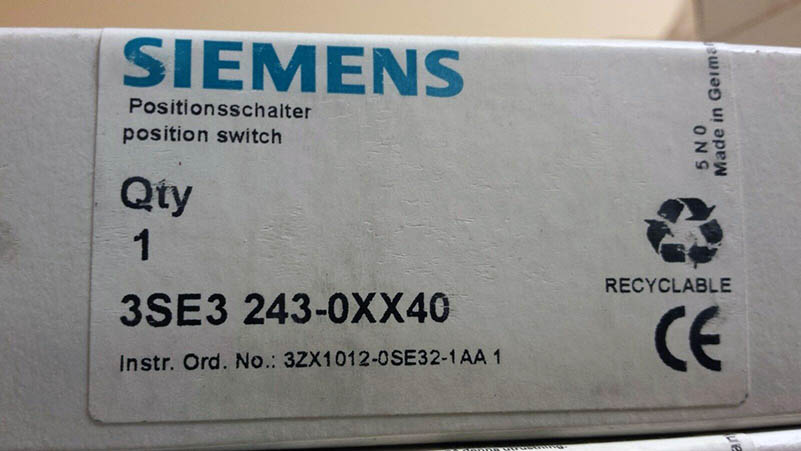 SIEMENS
Positionsschalter
position switch
Qty
1
3SE3 243-0XX40
Instr. Ord. No.: 3ZX1012-0SE32-1AA 1
5 N 0
Made in German
RECYCLABLE
CE